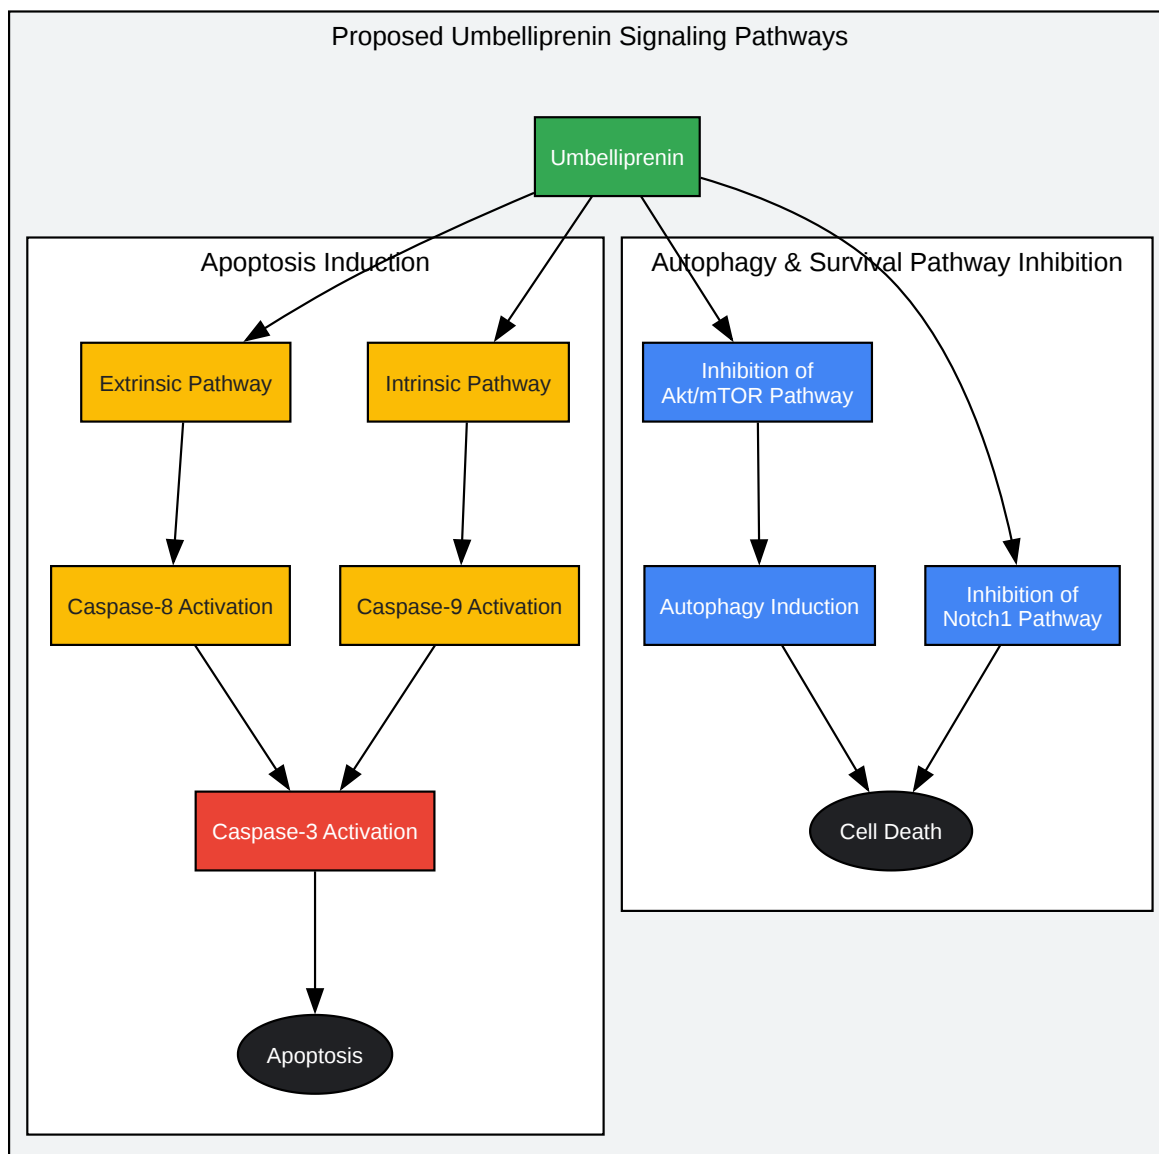 Proposed Umbelliprenin Signaling Pathways
Umbelliprenin
Apoptosis Induction
Autophagy & Survival Pathway Inhibition
Extrinsic Pathway
Intrinsic Pathway
Inhibition of
Akt/mTOR Pathway
Caspase-8 Activation
Caspase-9 Activation
Autophagy Induction
Inhibition of
Notch1 Pathway
Caspase-3 Activation
Cell Death
Apoptosis